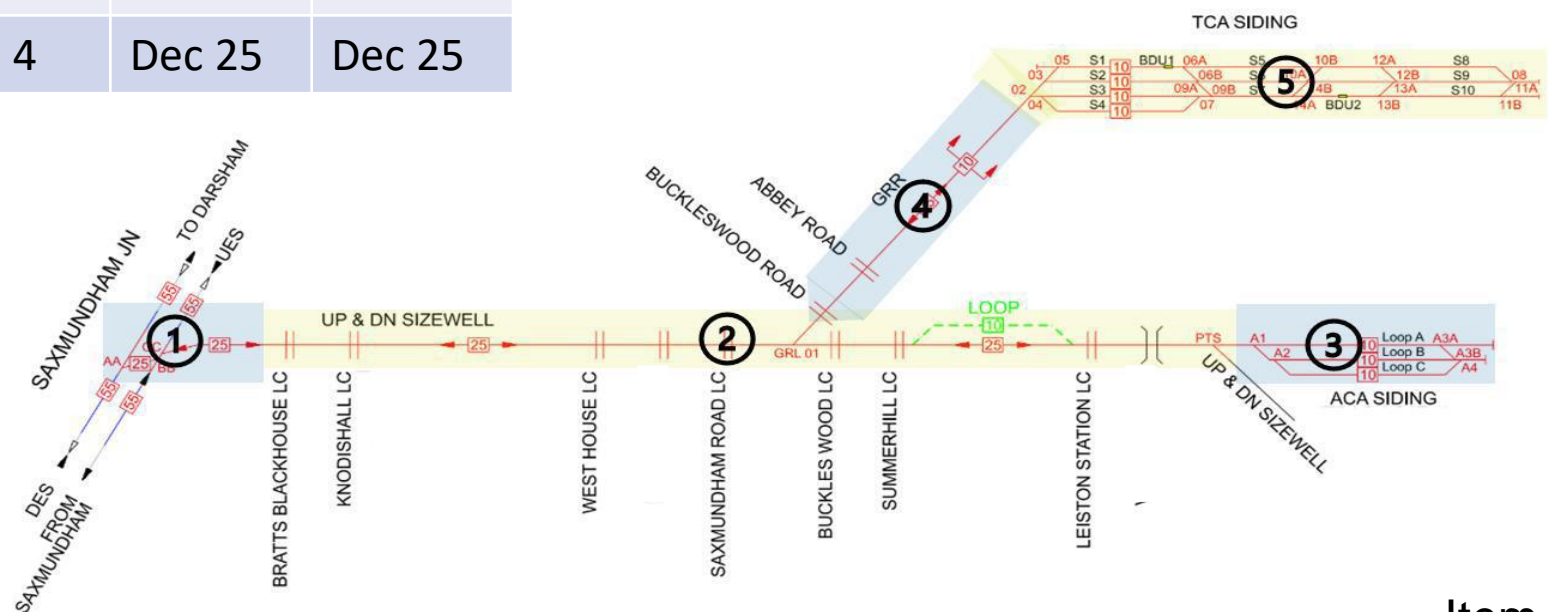 4 Dec 25 Dec 25
TCA SIDING
05 S1 10 BDU1 06A S5 10B 12A S8
03 S2 10 06B 12B S9 08
02 S3 10 09A 09B 4B 13A S10 11A
04 S4 10 07 BDU2 13B 11B
5
10
GRR
4
ABBEY ROAD
BUCKLESWOOD ROAD
SAXMUNDHAM JN
TO DARSHAM
UES
55
55
1
AA 25 BB
25
55
55
DES
FROM
SAXMUNDHAM
UP & DN SIZEWELL
25
2
GRL 01
LOOP
10
25
PTS
UP & DN SIZEWELL
A1 10 Loop A A3A
A2 10 Loop B A3B
10 Loop C A4
3
ACA SIDING
BRATTS BLACKHOUSE LC
KNODISHALL LC
WEST HOUSE LC
SAXMUNDHAM ROAD LC
BUCKLES WOOD LC
SUMMERHILL LC
LEISTON STATION LC